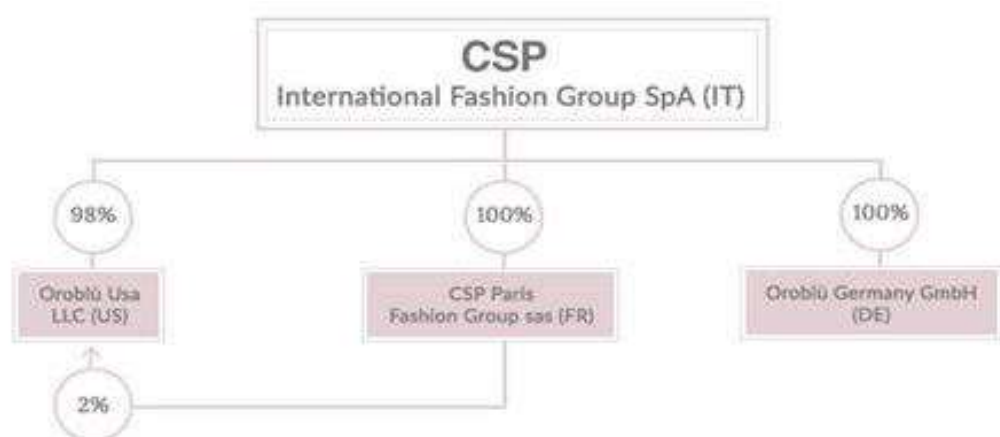 CSP
International Fashion Group SpA (IT)
98%
100%
100%
Oroblù Usa
LLC (US)
CSP Paris
Fashion Group sas (FR)
Oroblù Germany GmbH
(DE)
2%